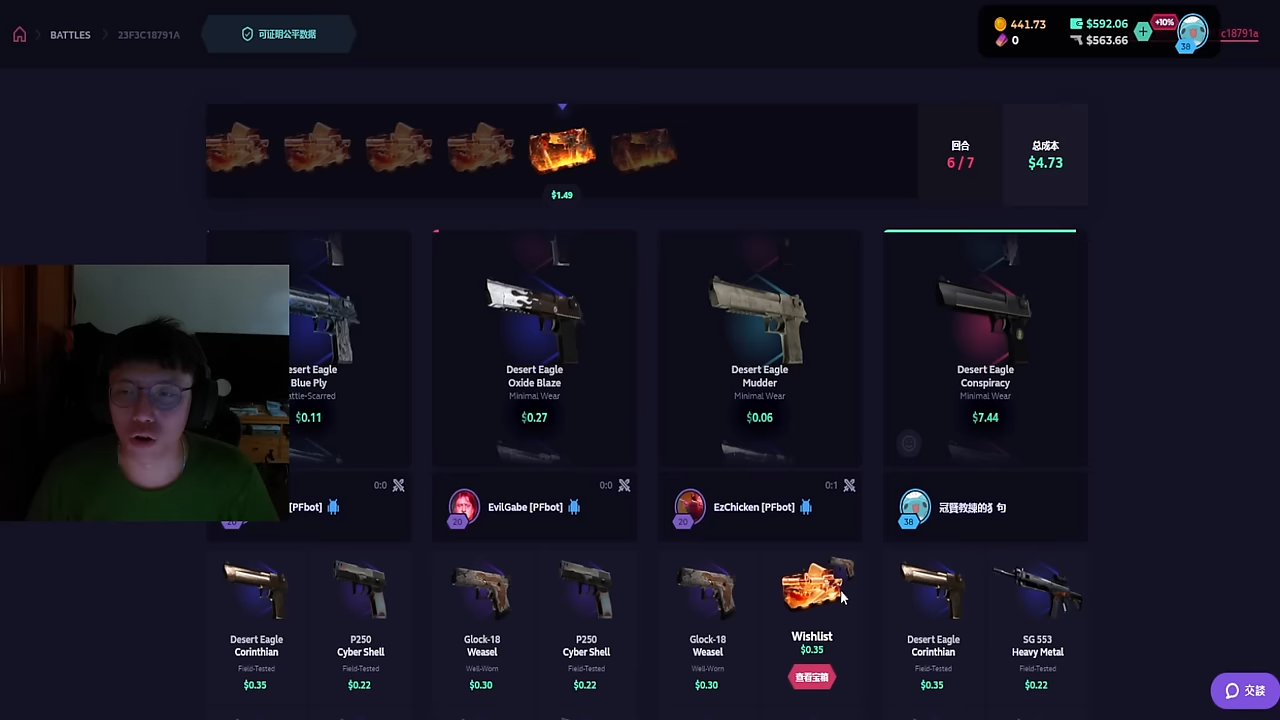 BATTLES
23F3C18791A
可证明公平数据
441.73
0
$592.06
$563.66
+10%
38
c18791a
$1.49
回合
6 / 7
总成本
$4.73
esert Eagle
Blue Ply
attle-Scarred
$0.11
Desert Eagle
Oxide Blaze
Minimal Wear
$0.27
Desert Eagle
Mudder
Minimal Wear
$0.06
Desert Eagle
Conspiracy
Minimal Wear
$7.44
0:0
[PFbot]
20
0:0
EvilGabe [PFbot]
20
0:1
EzChicken [PFbot]
20
38
Desert Eagle
Corinthian
Field-Tested
$0.35
P250
Cyber Shell
Field-Tested
$0.22
Glock-18
Weasel
Well-Worn
$0.30
P250
Cyber Shell
Field-Tested
$0.22
Glock-18
Weasel
Well-Worn
$0.30
Wishlist
$0.35
查看宝箱
Desert Eagle
Corinthian
Field-Tested
$0.35
SG 553
Heavy Metal
Field-Tested
$0.22
交談